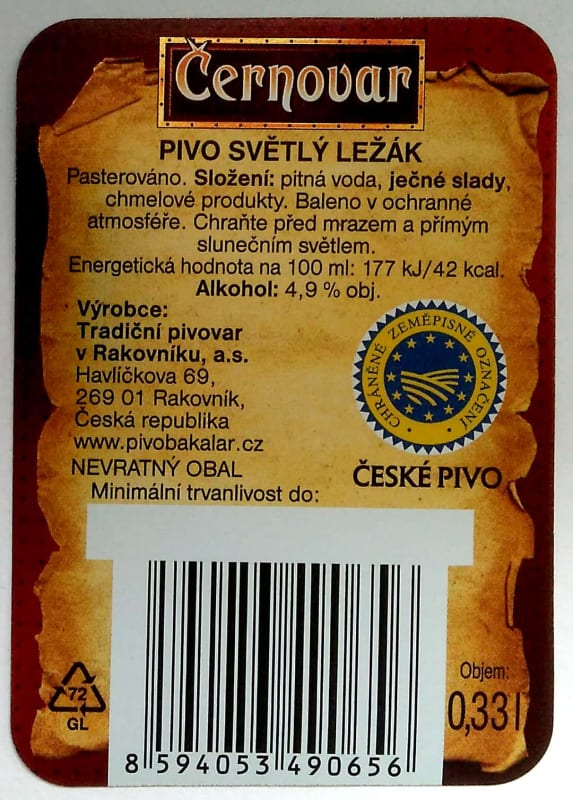 Černovar
PIVO SVĚTLÝ LEŽÁK
Pasterováno. Složení: pitná voda, ječné slady,
chmelové produkty. Baleno v ochranné
atmosféře. Chraňte před mrazem a přímým
slunečním světlem.
Energetická hodnota na 100 ml: 177 kJ/42 kcal.
Alkohol: 4,9 % obj.
Výrobce:
Tradiční pivovar
v Rakovníku, a.s.
Havlíčkova 69,
269 01 Rakovník,
Česká republika
www.pivobakalar.cz
NEVRATNÝ OBAL
Minimální trvanlivost do:
CHRÁNĚNÉ ZEMĚPISNÉ OZNAČENÍ
ČESKÉ PIVO
72
GL
Objem:
0,33 l
8 594053 490656